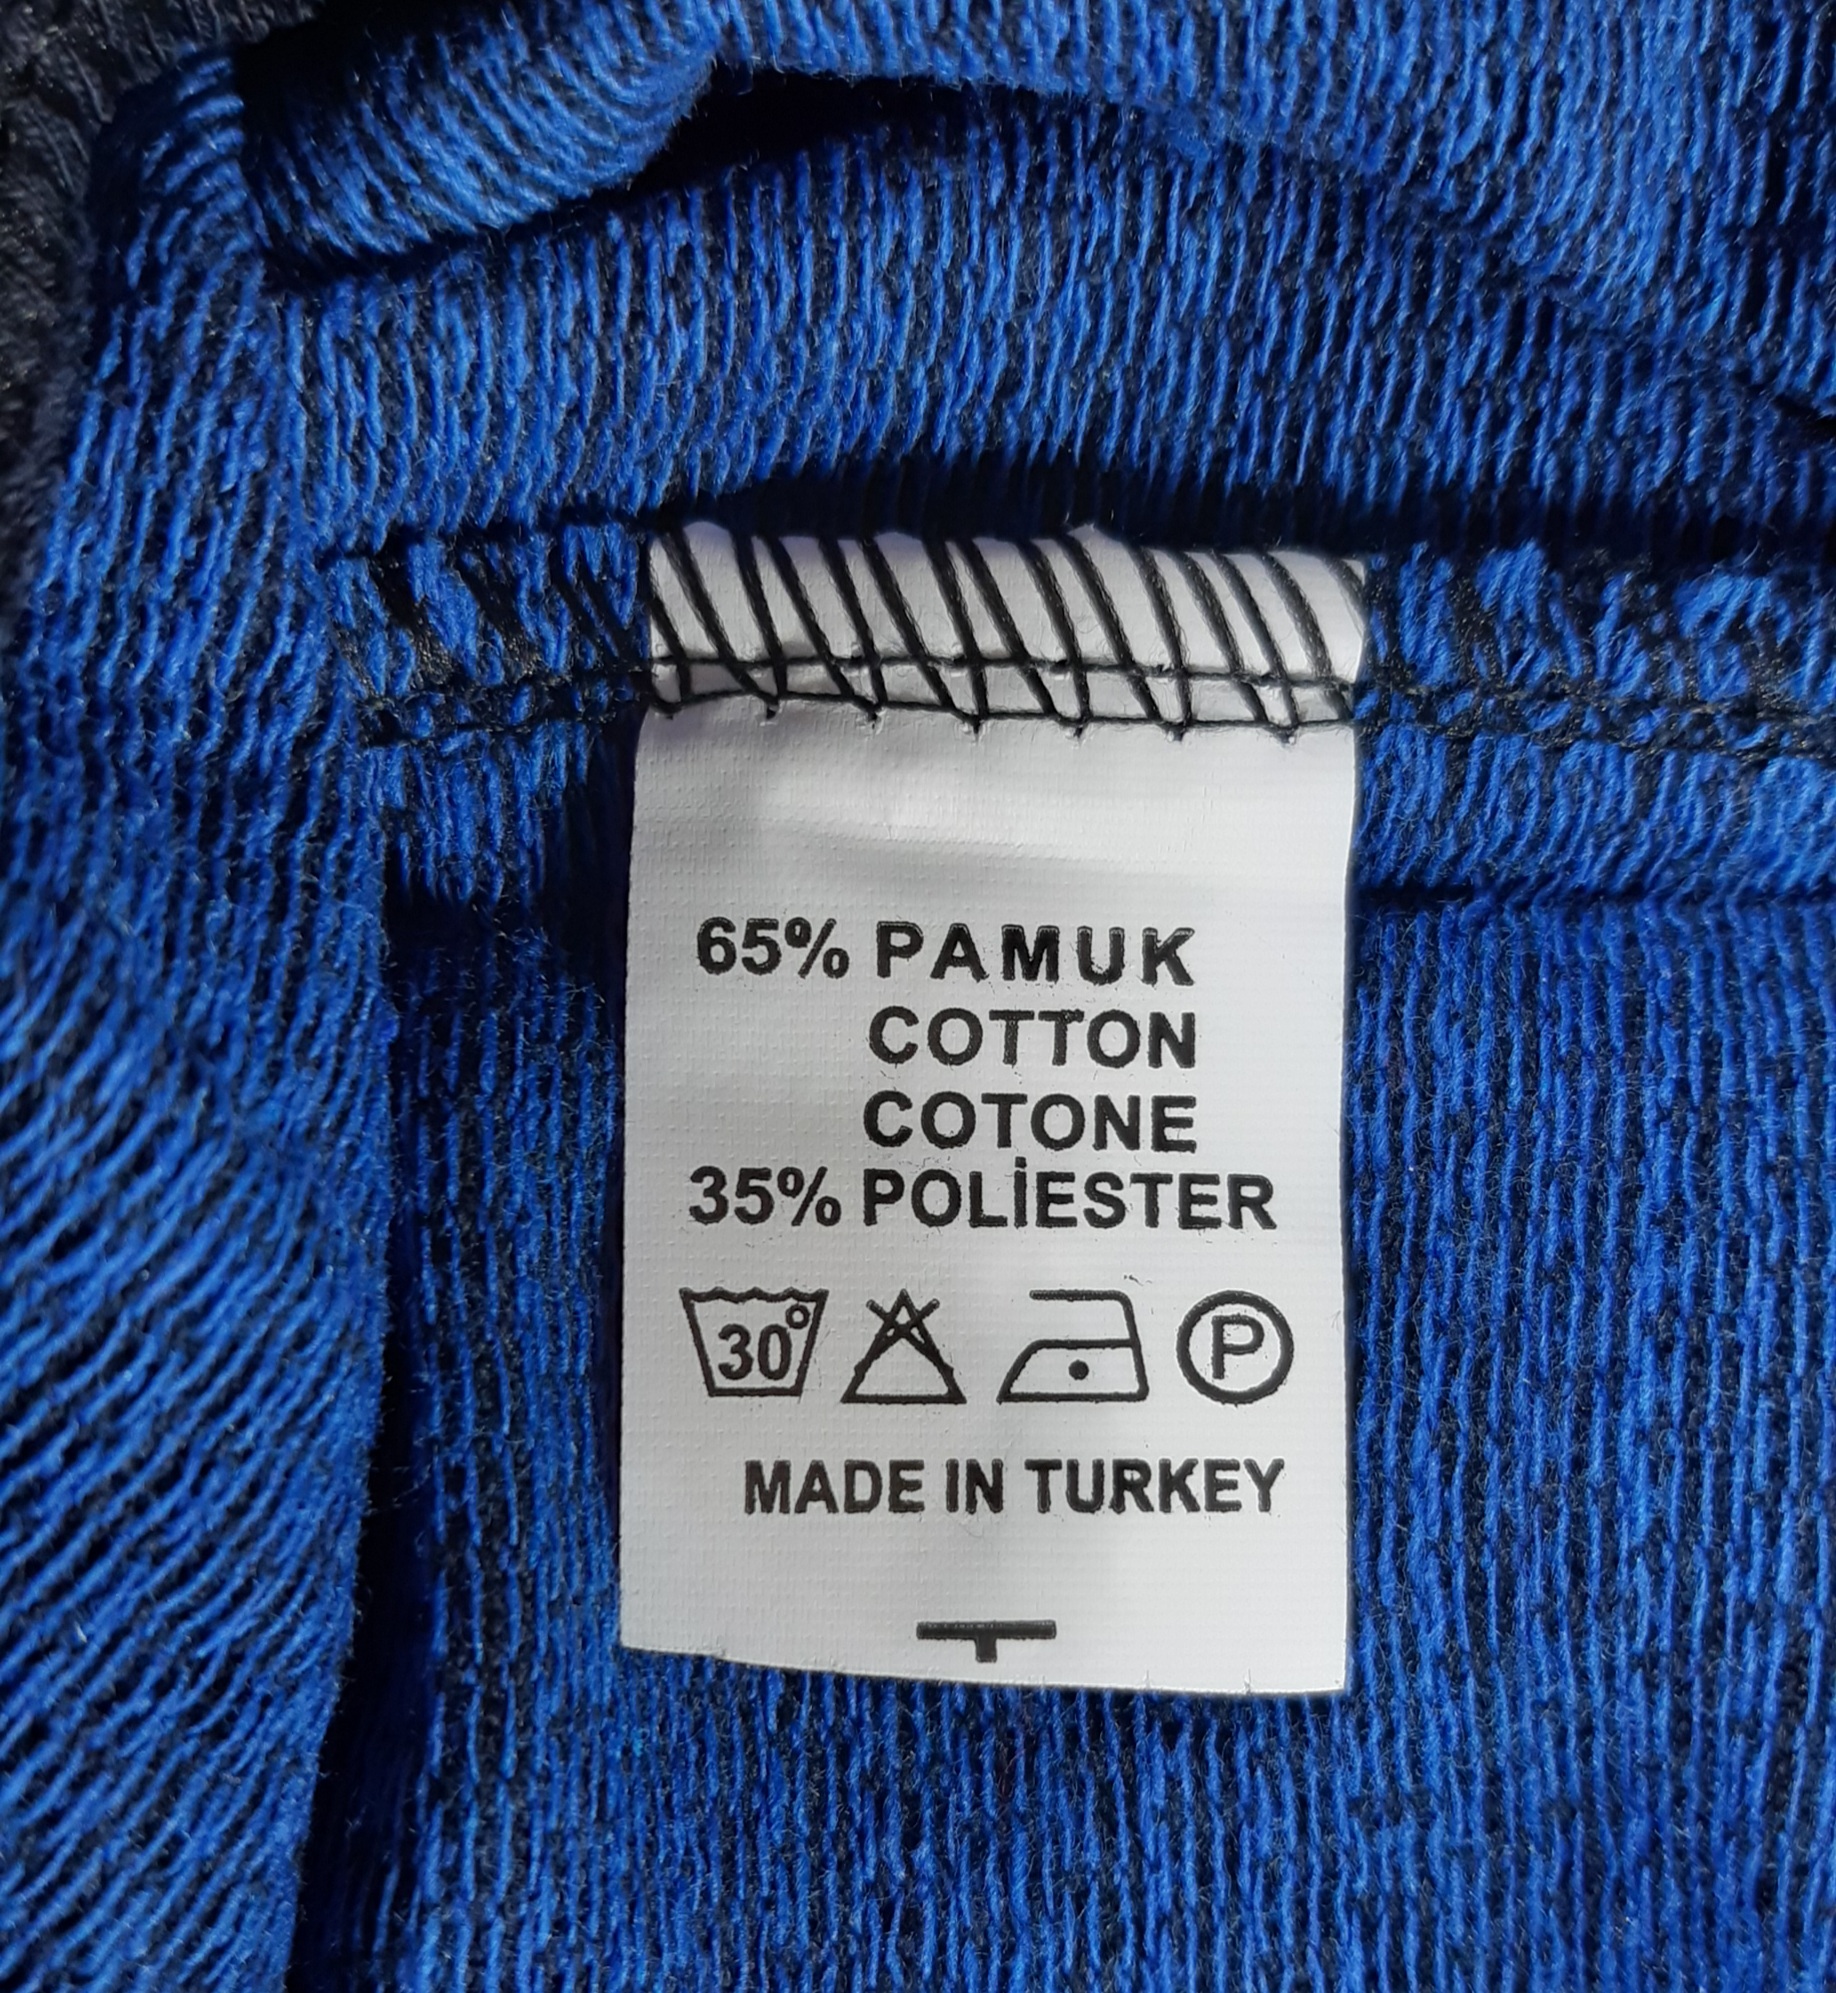 65% PAMUK
COTTON
COTONE
35% POLİESTER
30°
P
MADE IN TURKEY